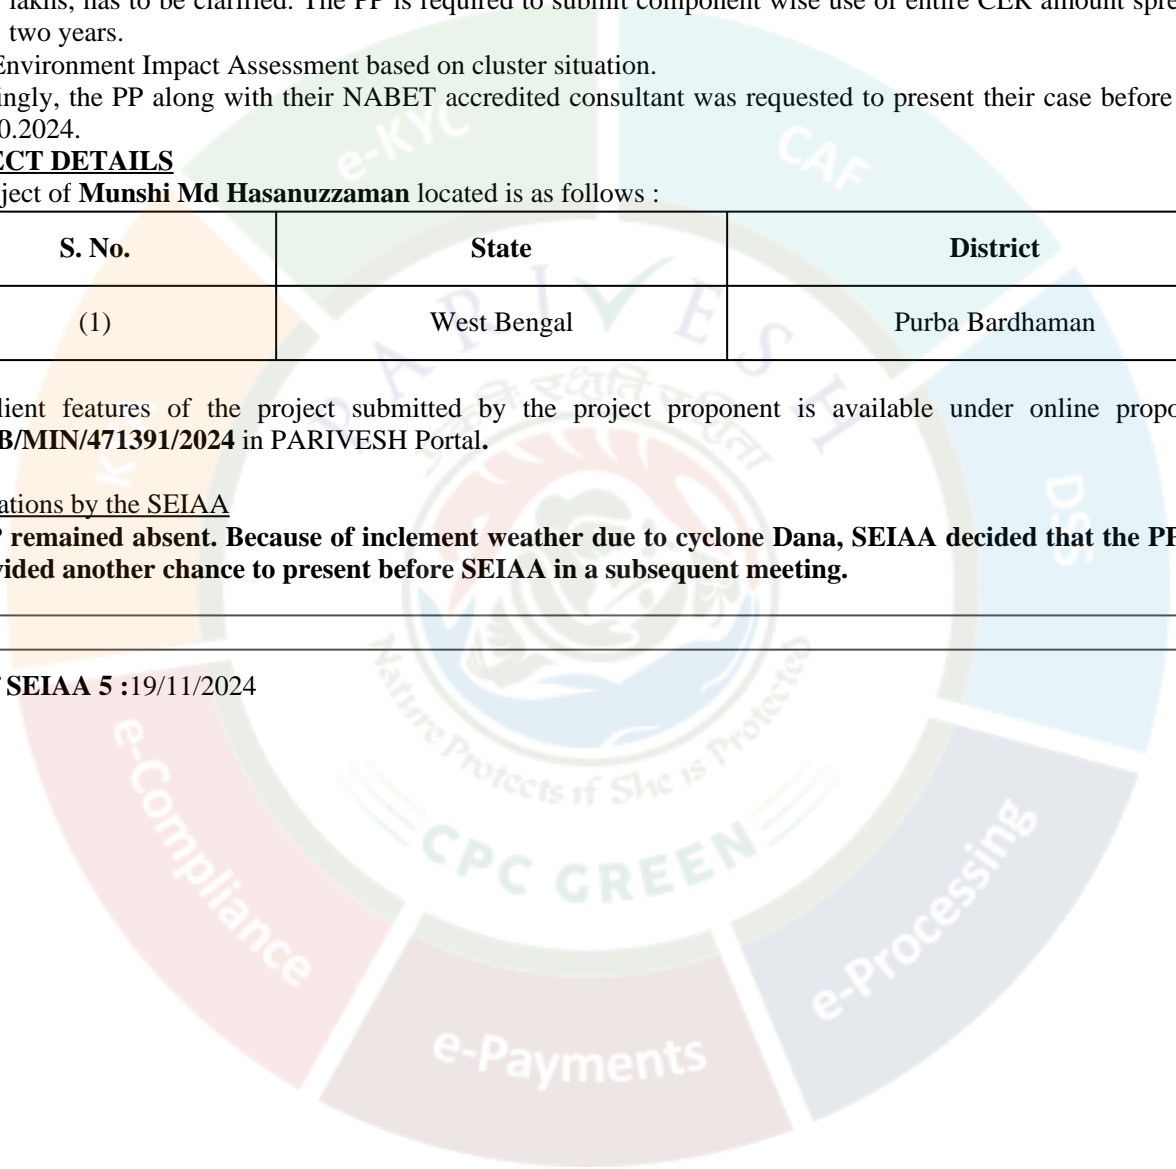 lakhs, has to be clarified. The PP is required to submit component wise use of entire CER amount spre
two years.
Environment Impact Assessment based on cluster situation.
ingly, the PP along with their NABET accredited consultant was requested to present their case before
0.2024.
ECT DETAILS
ject of Munshi Md Hasanuzzaman located is as follows :
S. No. State District
(1) West Bengal Purba Bardhaman
lient features of the project submitted by the project proponent is available under online propo
B/MIN/471391/2024 in PARIVESH Portal.
ations by the SEIAA
P remained absent. Because of inclement weather due to cyclone Dana, SEIAA decided that the PP
vided another chance to present before SEIAA in a subsequent meeting.
SEIAA 5 :19/11/2024
e-KYC
CAF
PARIVESH
DSS
Nature Protects if She is Protected
CPC GREEN
e-Compliance
e-Payments
e-Processing